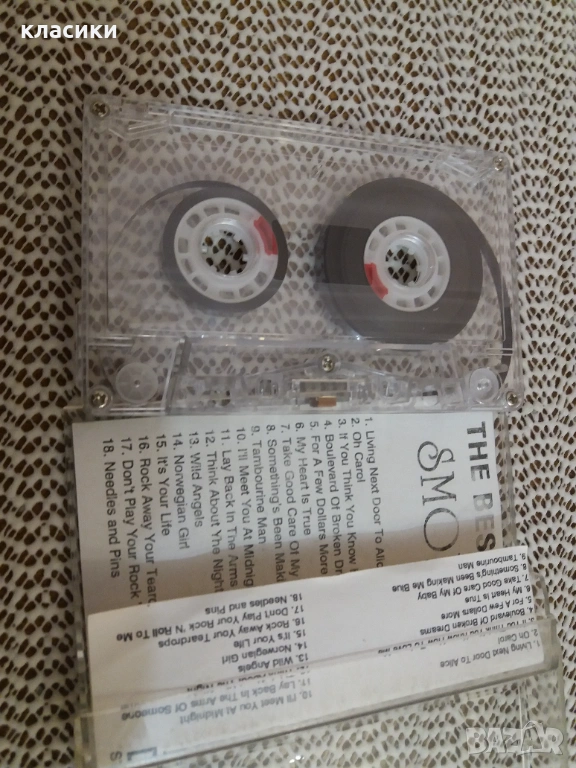 класики
THE BES
SMO
1. Living Next Door To Alic
2. Oh Carol
3. If You Think You Know
4. Boulevard Of Broken Dr
5. For A Few Dollars More
6. My Heart Is True
7. Take Good Care Of My
8. Something's Been Mak
9. Tambourine Man
10. I'll Meet You At Midnigh
11. Lay Back In The Arms
12. Think About Yhe Night
13. Wild Angels
14. Norwegian Girl
15. It's Your Life
16. Rock Away Your Teard
17. Don't Play Your Rock
18. Needles and Pins
1. Living Next Door To Alice
2. Oh Carol
4. Boulevard of Broken Dreams
5. For a Few Dollars More
6. My Heart is True
7. Take Good Care Of My Baby
8. Something's Been Making Me Blue
9. Tambourine Man
10. I'll Meet You At Midnight
Lay Back In The Arms Of Someone
13. Wild Angels
14. Norwegian Girl
15. It's Your Life
16. Rock Away Your Teardrops
17. Don't Play Your Rock 'N Roll To Me
18. Needles and Pins
BAZAR